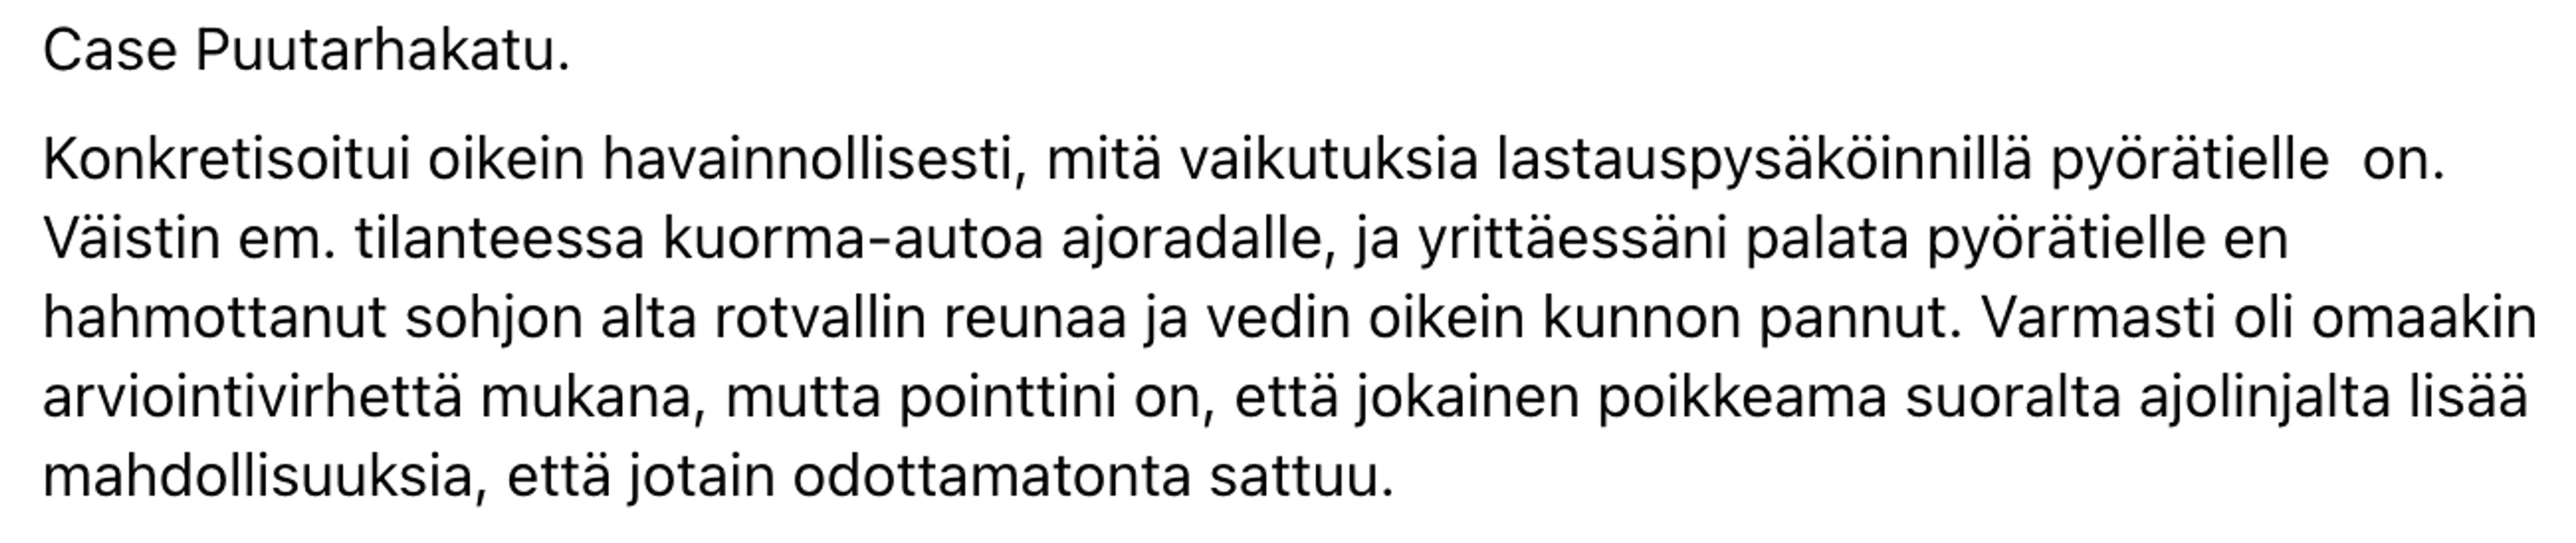 Case Puutarhakatu.
Konkretisoitui oikein havainnollisesti, mitä vaikutuksia lastauspysäköinnillä pyörätielle  on.
Väistin em. tilanteessa kuorma-autoa ajoradalle, ja yrittäessäni palata pyörätielle en
hahmottanut sohjon alta rotvallin reunaa ja vedin oikein kunnon pannut. Varmasti oli omaakin
arviointivirhettä mukana, mutta pointtini on, että jokainen poikkeama suoralta ajolinjalta lisää
mahdollisuuksia, että jotain odottamatonta sattuu.